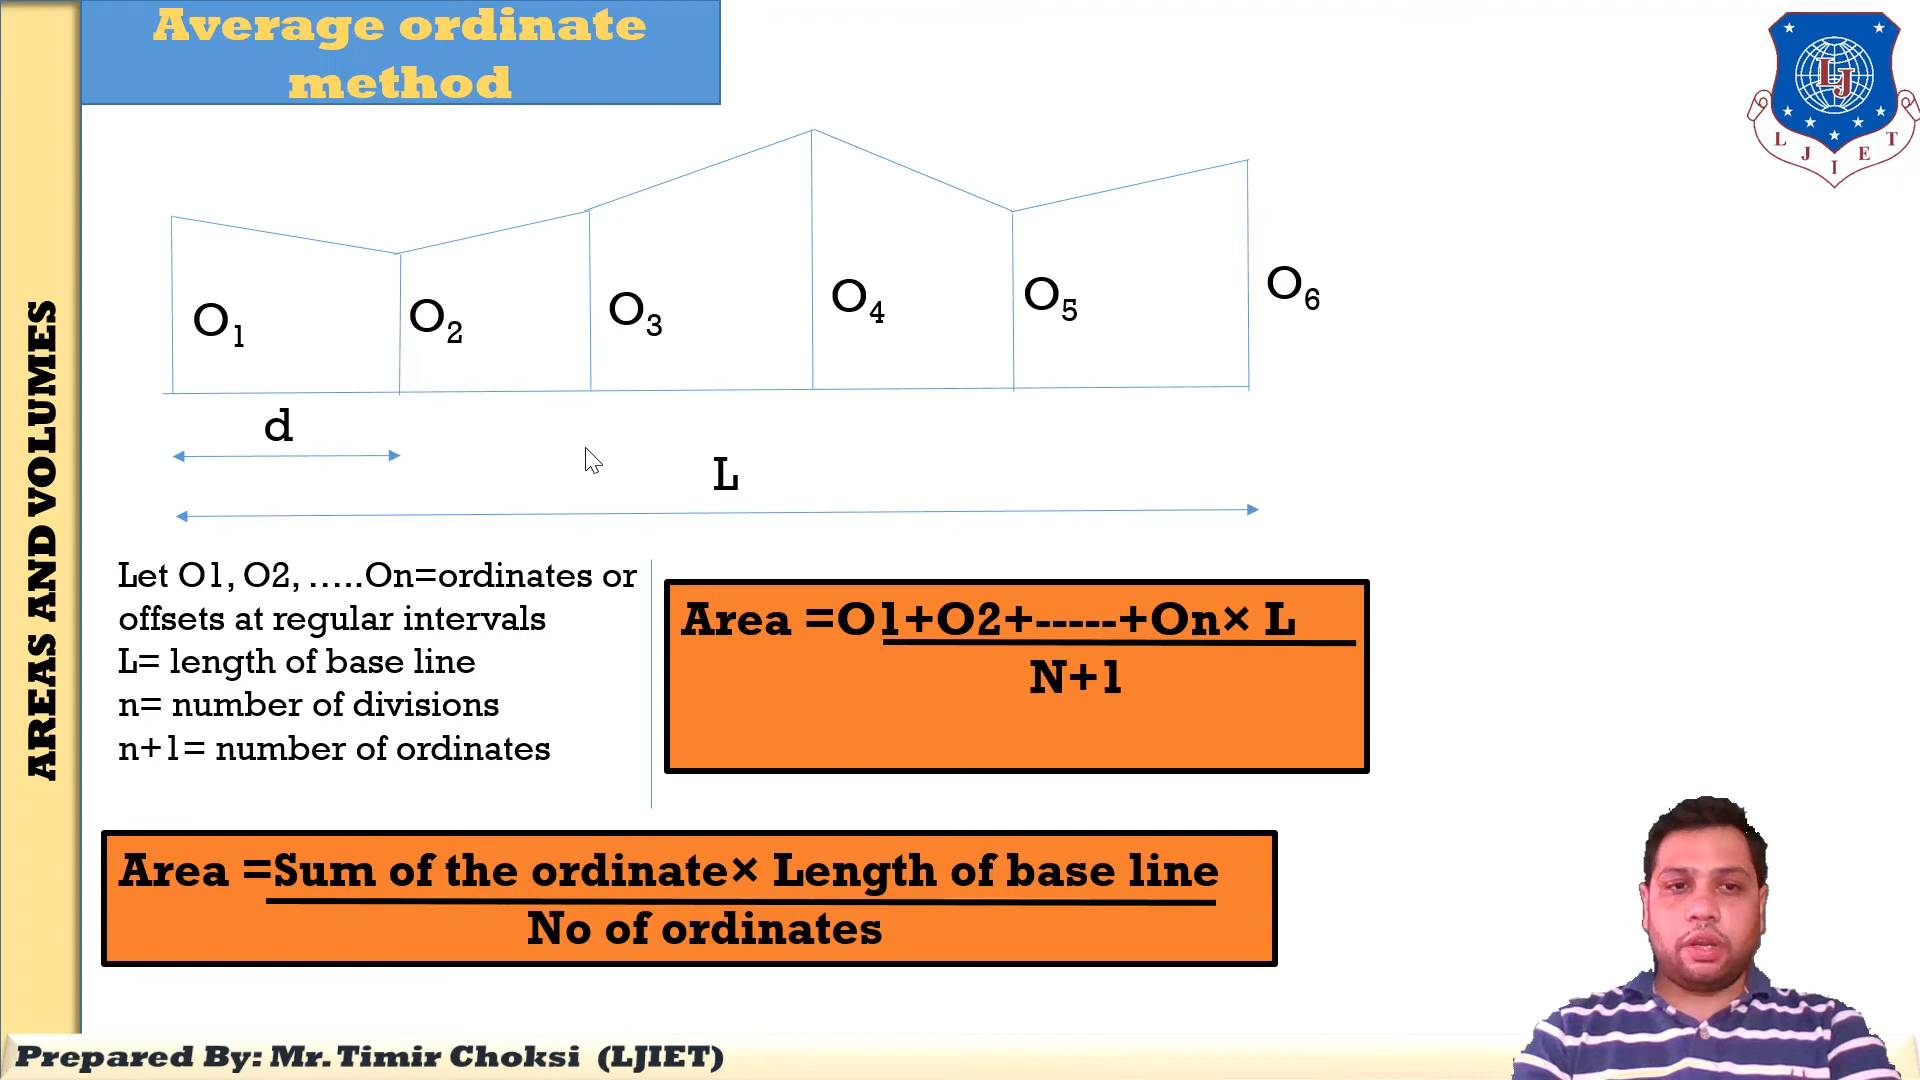 Average ordinate
method
L J I E T
LJ
O1
O2
O3
O4
O5
O6
d
L
AREAS AND VOLUMES
Let O1, O2, …..On=ordinates or
offsets at regular intervals
L= length of base line
n= number of divisions
n+1= number of ordinates
Area =O1+O2+-----+On× L
N+1
Area =Sum of the ordinate× Length of base line
No of ordinates
Prepared By: Mr. Timir Choksi (LJIET)